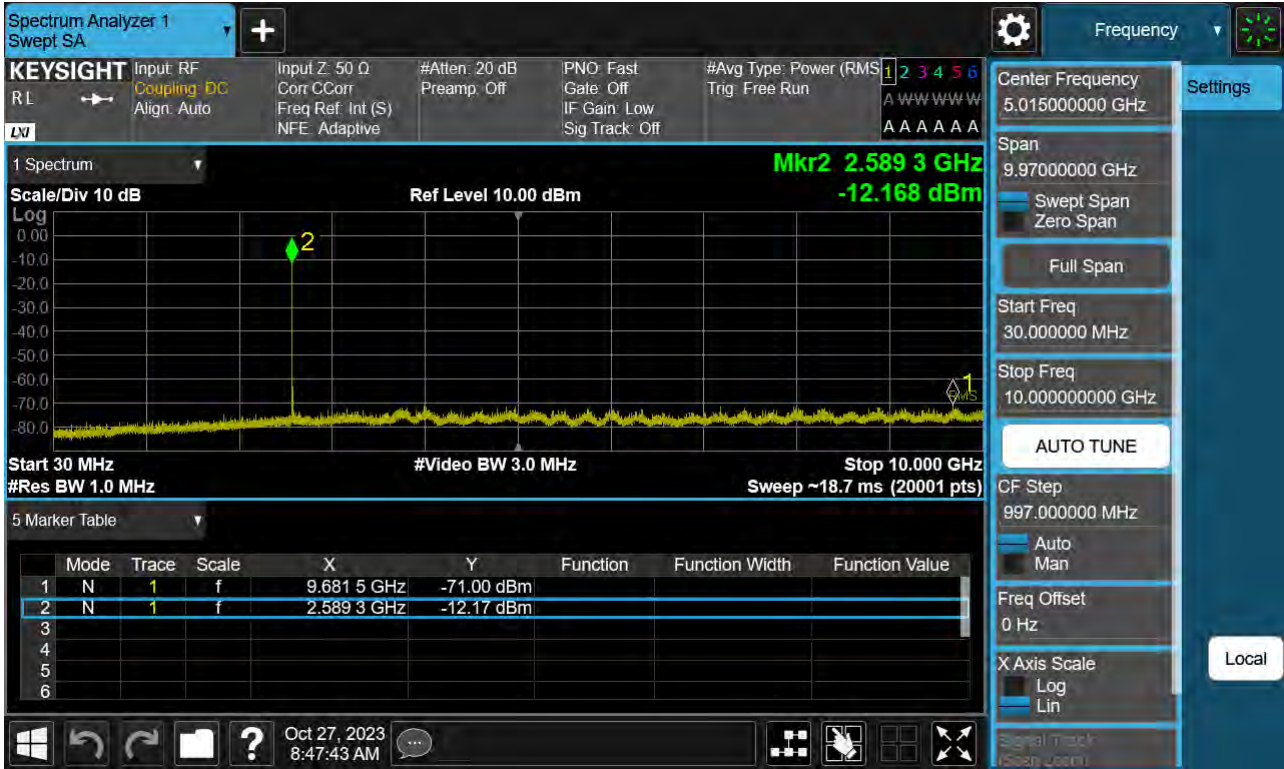 Spectrum Analyzer 1
Swept SA
+
Frequency
KEYSIGHT
RL
LXI
Input: RF
Coupling: DC
Align: Auto
Input Z: 50 Ω
Corr CCorr
Freq Ref: Int (S)
NFE: Adaptive
#Atten: 20 dB
Preamp: Off
PNO: Fast
Gate: Off
IF Gain: Low
Sig Track: Off
#Avg Type: Power (RMS
Trig: Free Run
1 2 3 4 5 6
A W W W W W
A A A A A A
1 Spectrum
Mkr2 2.589 3 GHz
Scale/Div 10 dB
Ref Level 10.00 dBm
-12.168 dBm
Log
0.00
2
-10.0
-20.0
-30.0
-40.0
-50.0
-60.0
1
RMS
-70.0
-80.0
Start 30 MHz
#Video BW 3.0 MHz
Stop 10.000 GHz
#Res BW 1.0 MHz
Sweep ~18.7 ms (20001 pts)
5 Marker Table
Mode Trace Scale X Y Function Function Width Function Value
1 N 1 f 9.681 5 GHz -71.00 dBm
2 N 1 f 2.589 3 GHz -12.17 dBm
3
4
5
6
?
Oct 27, 2023
8:47:43 AM
Center Frequency
5.015000000 GHz
Settings
Span
9.97000000 GHz
Swept Span
Zero Span
Full Span
Start Freq
30.000000 MHz
Stop Freq
10.000000000 GHz
AUTO TUNE
CF Step
997.000000 MHz
Auto
Man
Freq Offset
0 Hz
X Axis Scale
Log
Lin
Local
Signal Track
(Span Zoom)